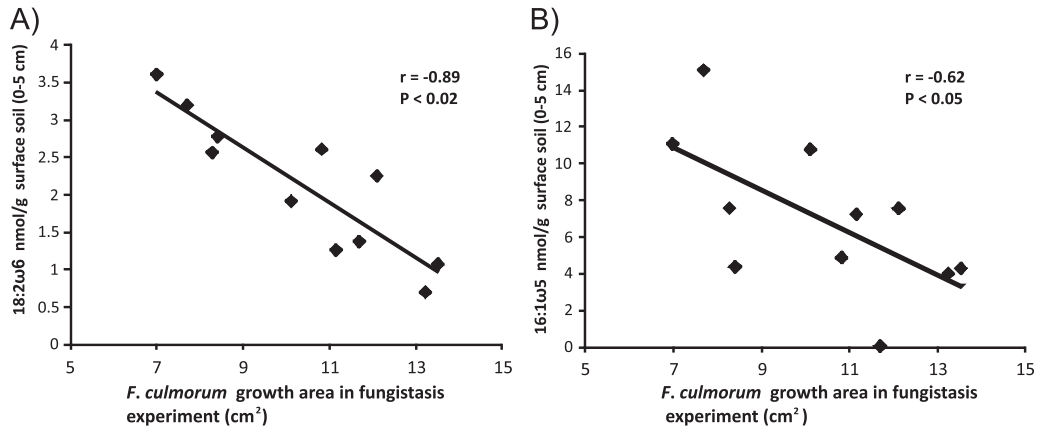 A)
18:2ω6 nmol/g surface soil (0-5 cm)
4
3.5
3
2.5
2
1.5
1
0.5
0
5
7
9
11
13
15
r = -0.89
P < 0.02
F. culmorum growth area in fungistasis
experiment (cm²)
B)
16:1ω5 nmol/g surface soil (0-5 cm)
16
14
12
10
8
6
4
2
0
5
7
9
11
13
15
r = -0.62
P < 0.05
F. culmorum growth area in fungistasis
experiment (cm²)